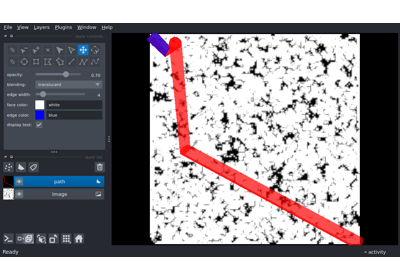 File View Layers Plugins Window Help
opacity: 0.70
blending: translucent
edge width: 4
face color: white
edge color: blue
display text: ✓
path
Image
Ready activity